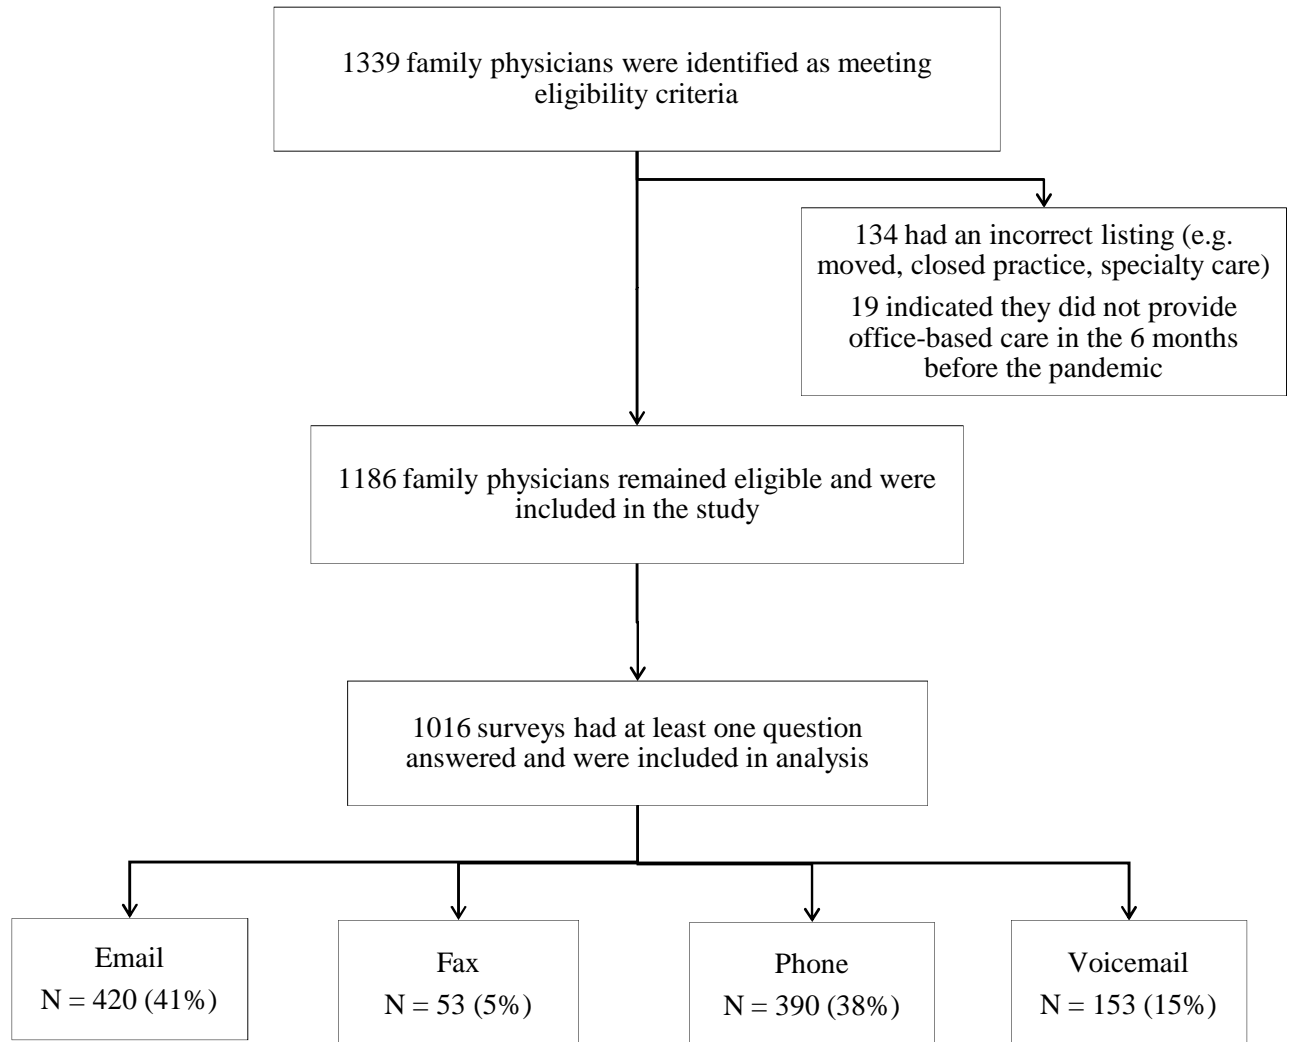 1339 family physicians were identified as meeting
eligibility criteria
134 had an incorrect listing (e.g.
moved, closed practice, specialty care)
19 indicated they did not provide
office-based care in the 6 months
before the pandemic
1186 family physicians remained eligible and were
included in the study
1016 surveys had at least one question
answered and were included in analysis
Email
N = 420 (41%)
Fax
N = 53 (5%)
Phone
N = 390 (38%)
Voicemail
N = 153 (15%)